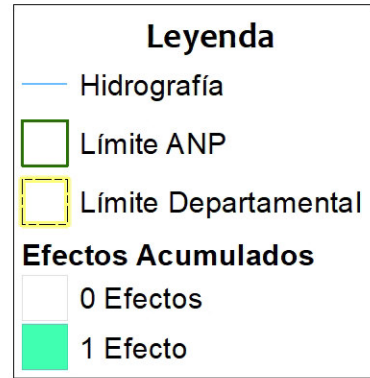 Leyenda
Hidrografía
Límite ANP
Límite Departamental
Efectos Acumulados
0 Efectos
1 Efecto